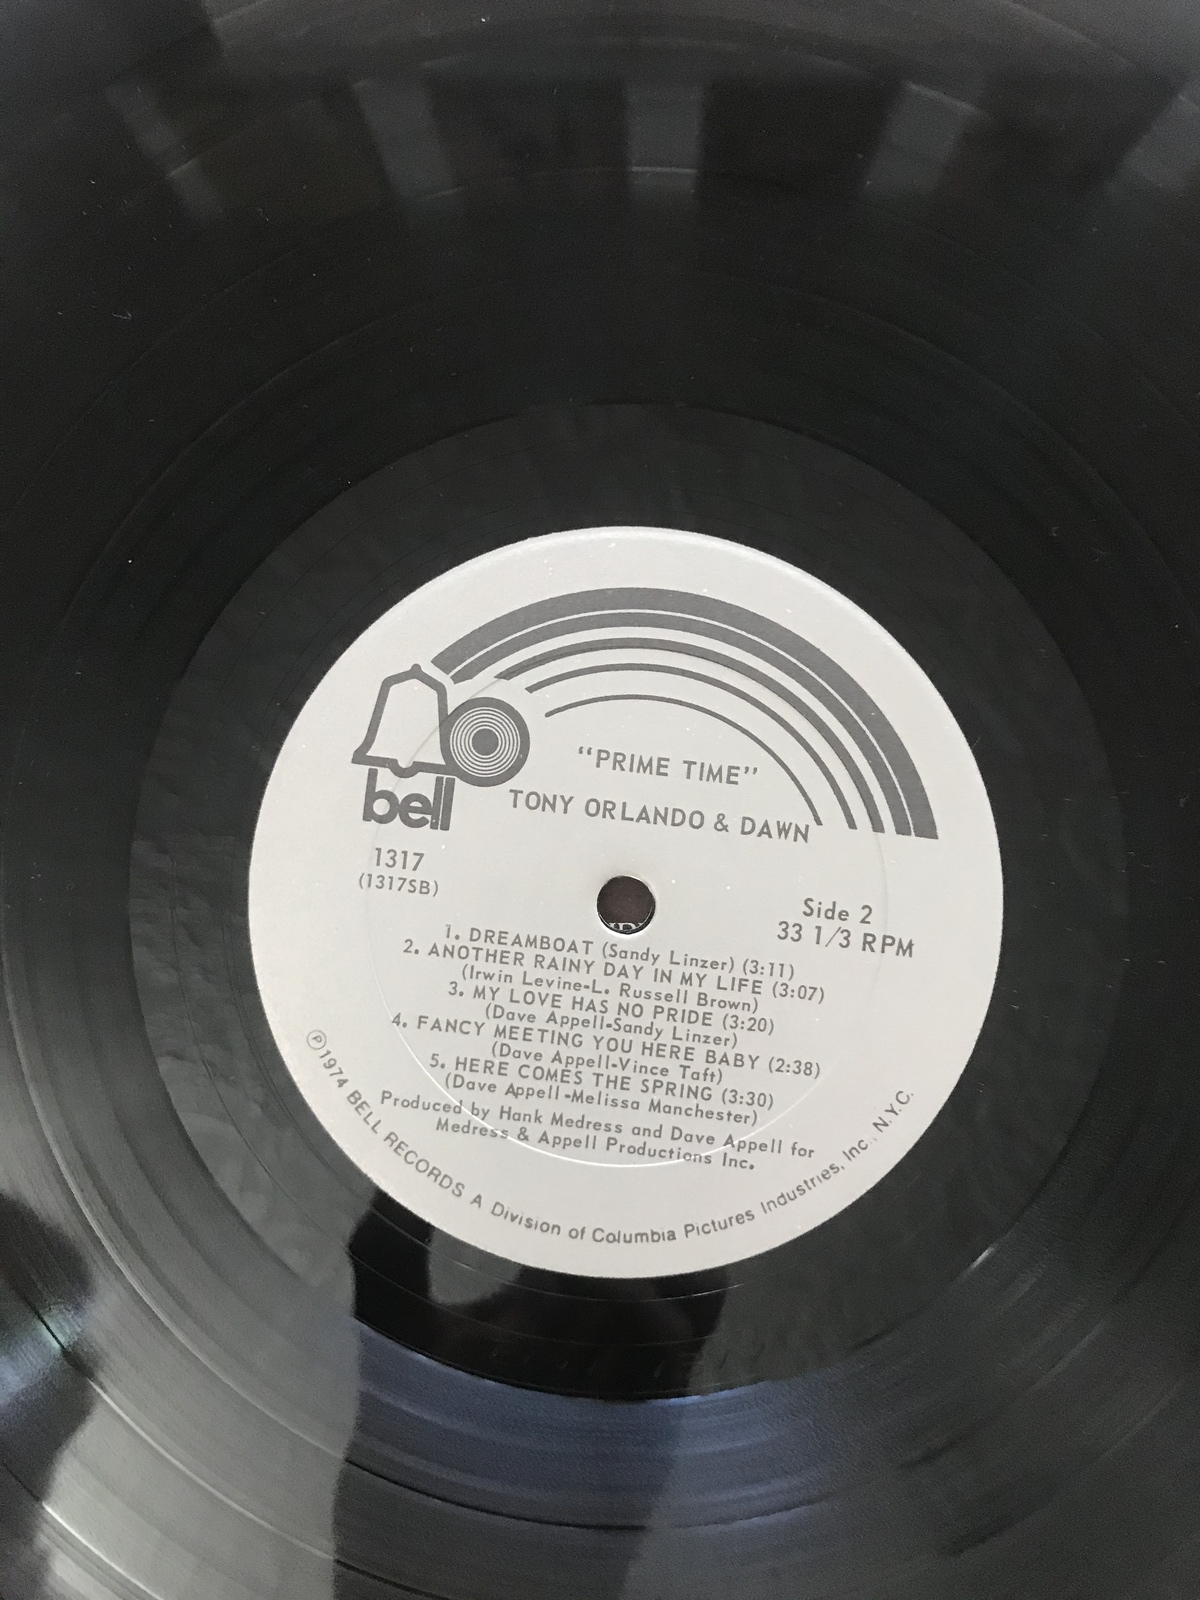 "PRIME TIME"
TONY ORLANDO & DAWN
bell
1317
(1317SB)
Side 2
33 1/3 RPM
1. DREAMBOAT (Sandy Linzer) (3:11)
2. ANOTHER RAINY DAY IN MY LIFE (3:07)
(Irwin Levine-L. Russell Brown)
3. MY LOVE HAS NO PRIDE (3:20)
(Dave Appell-Sandy Linzer)
4. FANCY MEETING YOU HERE BABY (2:38)
(Dave Appell-Vince Taft)
5. HERE COMES THE SPRING (3:30)
(Dave Appell-Melissa Manchester)
Produced by Hank Medress and Dave Appell for
Medress & Appell Productions Inc.
℗1974 BELL RECORDS A Division of Columbia Pictures Industries, Inc., N.Y.C.